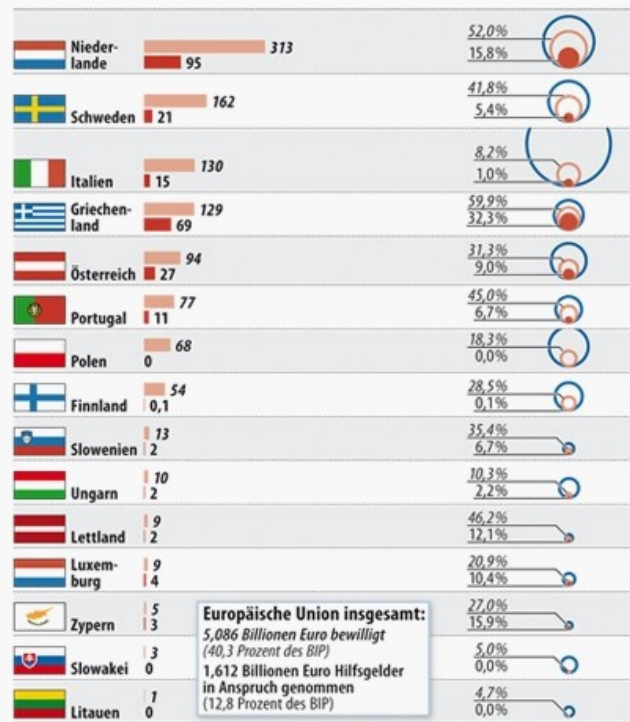 Nieder-
lande
313
95
52,0%
15,8%
Schweden
162
21
41,8%
5,4%
Italien
130
15
8,2%
1,0%
Griechen-
land
129
69
59,9%
32,3%
Österreich
94
27
31,3%
9,0%
Portugal
77
11
45,0%
6,7%
Polen
68
0
18,3%
0,0%
Finnland
54
0,1
28,5%
0,1%
Slowenien
13
2
35,4%
6,7%
Ungarn
10
2
10,3%
2,2%
Lettland
9
2
46,2%
12,1%
Luxem-
burg
9
4
20,9%
10,4%
Zypern
5
3
27,0%
15,9%
Slowakei
3
0
5,0%
0,0%
Litauen
1
0
4,7%
0,0%
Europäische Union insgesamt:
5,086 Billionen Euro bewilligt
(40,3 Prozent des BIP)
1,612 Billionen Euro Hilfsgelder
in Anspruch genommen
(12,8 Prozent des BIP)